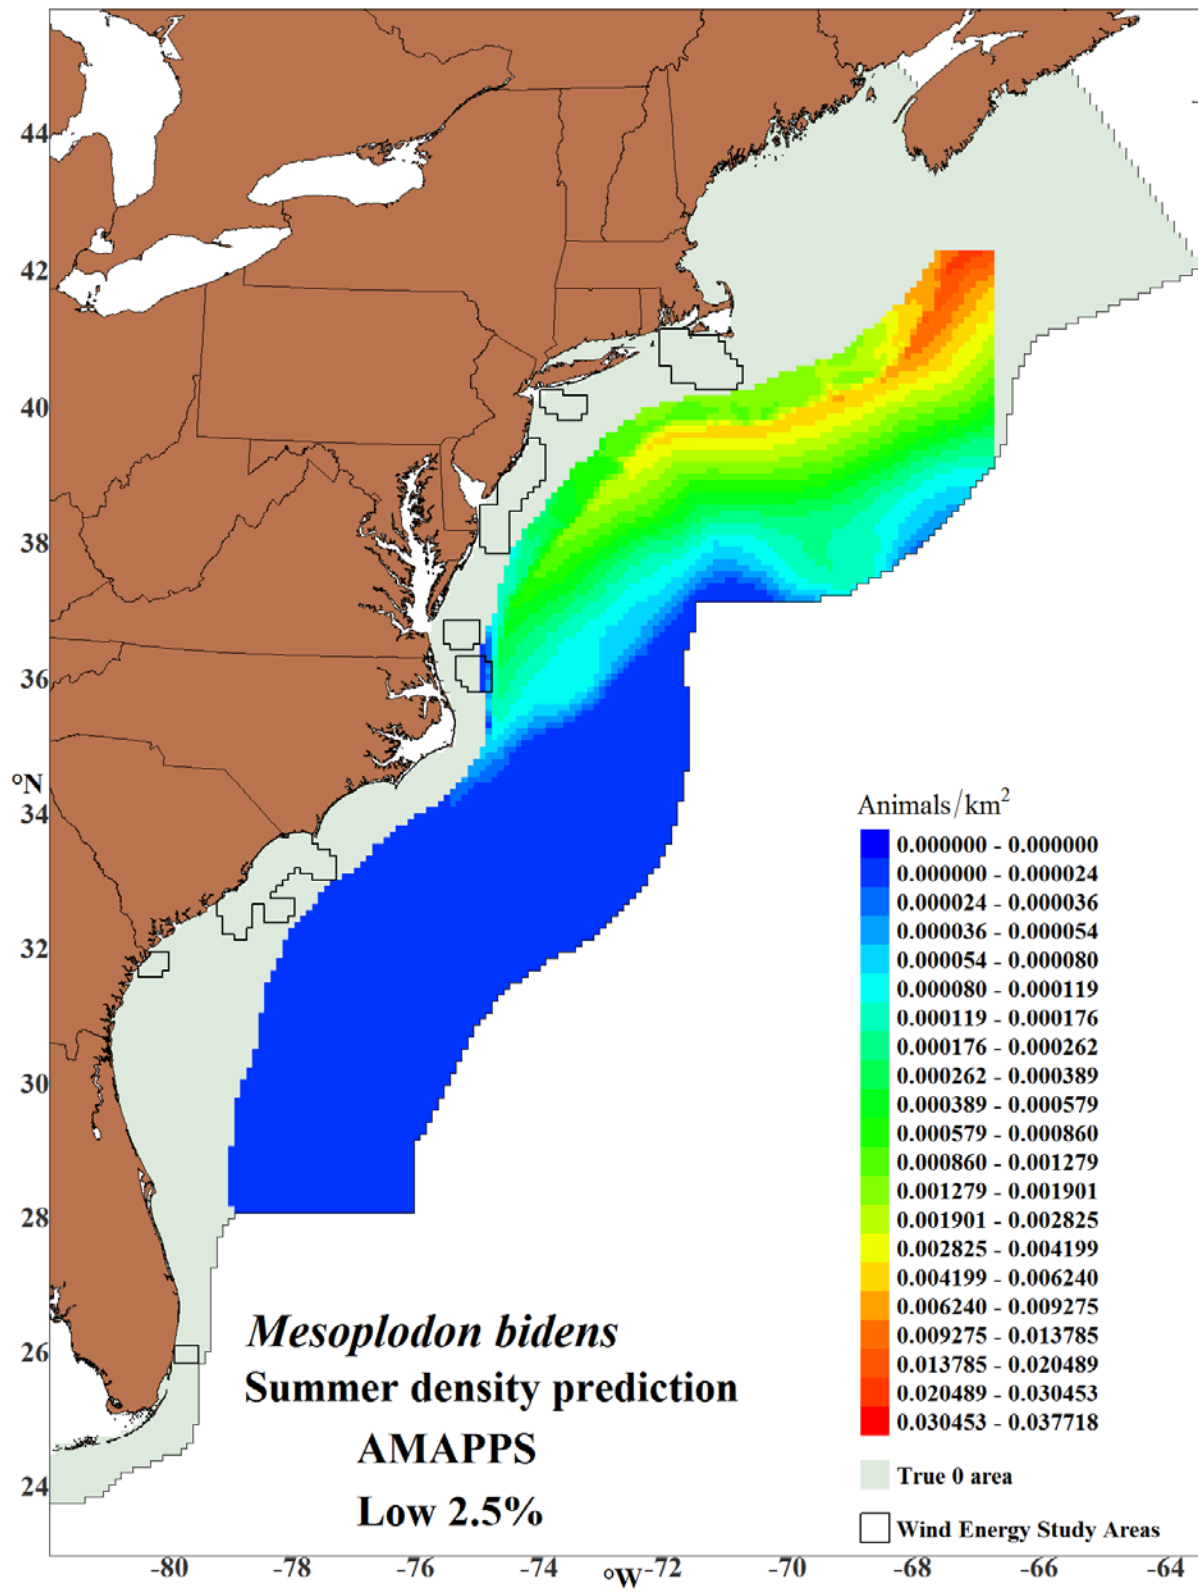 44
42
40
38
36
°N
34
32
30
28
26
24
Animals/km²
0.000000 - 0.000000
0.000000 - 0.000024
0.000024 - 0.000036
0.000036 - 0.000054
0.000054 - 0.000080
0.000080 - 0.000119
0.000119 - 0.000176
0.000176 - 0.000262
0.000262 - 0.000389
0.000389 - 0.000579
0.000579 - 0.000860
0.000860 - 0.001279
0.001279 - 0.001901
0.001901 - 0.002825
0.002825 - 0.004199
0.004199 - 0.006240
0.006240 - 0.009275
0.009275 - 0.013785
0.013785 - 0.020489
0.020489 - 0.030453
0.030453 - 0.037718
True 0 area
Wind Energy Study Areas
Mesoplodon bidens
Summer density prediction
AMAPPS
Low 2.5%
-80 -78 -76 -74 °W -72 -70 -68 -66 -64